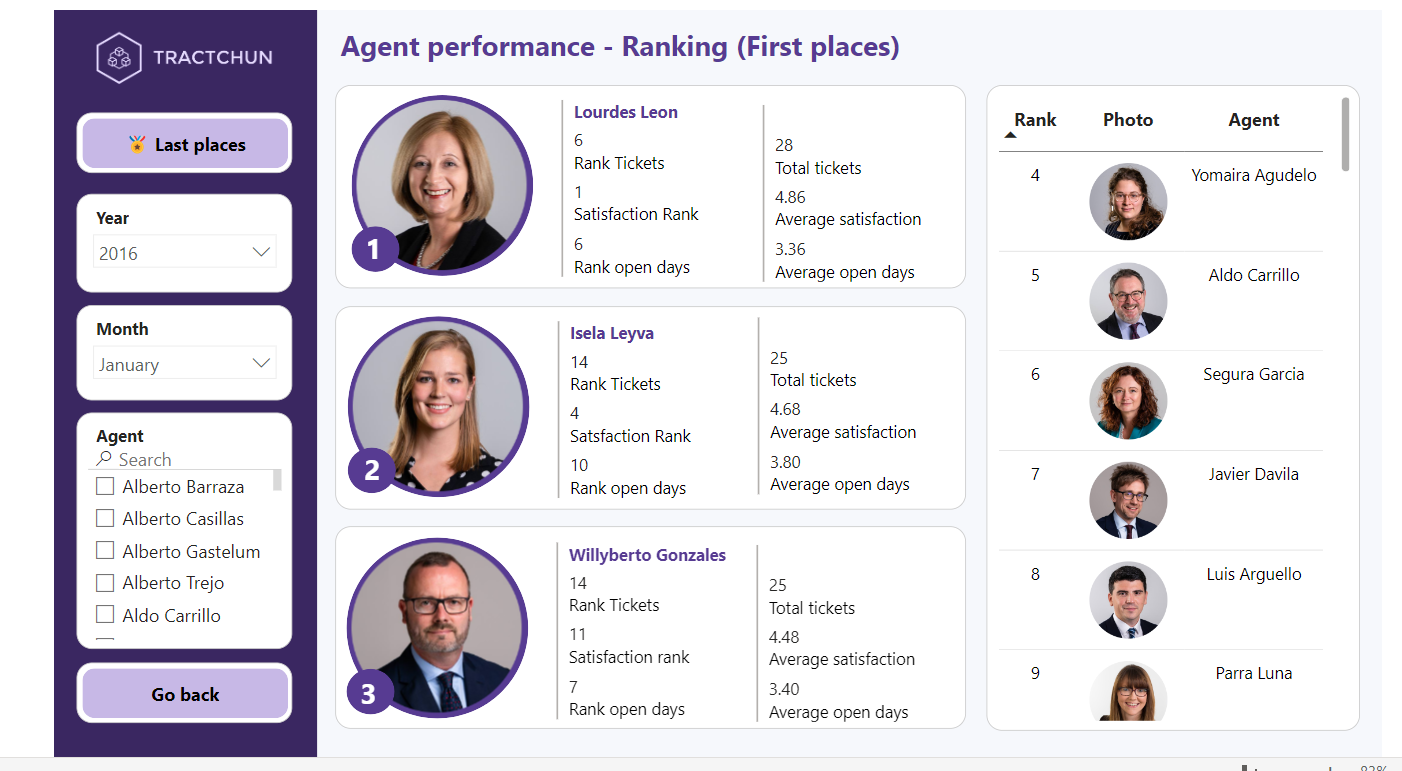 TRACTCHUN
Last places
Year
2016
Month
January
Agent
Search
Alberto Barraza
Alberto Casillas
Alberto Gastelum
Alberto Trejo
Aldo Carrillo
Go back
Agent performance - Ranking (First places)
1
Lourdes Leon
6
Rank Tickets
1
Satisfaction Rank
6
Rank open days
28
Total tickets
4.86
Average satisfaction
3.36
Average open days
2
Isela Leyva
14
Rank Tickets
4
Satsfaction Rank
10
Rank open days
25
Total tickets
4.68
Average satisfaction
3.80
Average open days
3
Willyberto Gonzales
14
Rank Tickets
11
Satisfaction rank
7
Rank open days
25
Total tickets
4.48
Average satisfaction
3.40
Average open days
Rank Photo Agent
4 Yomaira Agudelo
5 Aldo Carrillo
6 Segura Garcia
7 Javier Davila
8 Luis Arguello
9 Parra Luna